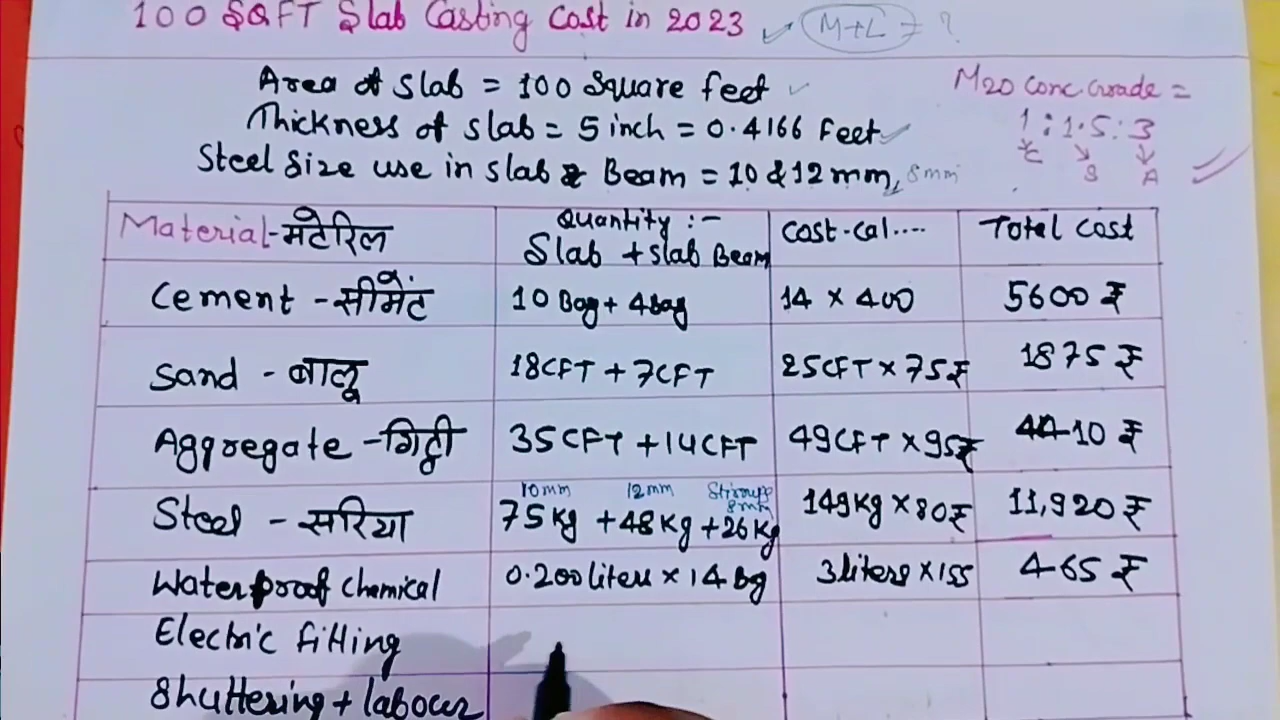 100 SQFT Slab Casting Cost in 2023 M+L = ?
Area of slab = 100 Square feet
Thickness of slab = 5 inch = 0.4166 Feet
Steel Size use in slab & Beam = 10 & 12 mm, 8mm
M20 Conc Grade =
1 : 1.5 : 3
C S A
Material - मटेरिल Quantity :- Slab + Slab Beam Cost-cal.... Total Cost
Cement - सीमेंट 10 Bag + 4 Bag 14 × 400 5600 ₹
Sand - बालू 18CFT + 7CFT 25CFT × 75₹ 1875 ₹
Aggregate - गिट्टी 35CFT + 14CFT 49CFT × 95₹ 4410 ₹
10mm 12mm Stirrups 8mm
Steel - सरिया 75Kg + 48Kg + 26Kg 149Kg × 80₹ 11,920 ₹
Waterproof Chemical 0.200 liters × 14 Bag 3 liters × 155 465 ₹
Electric fitting
Shuttering + labour